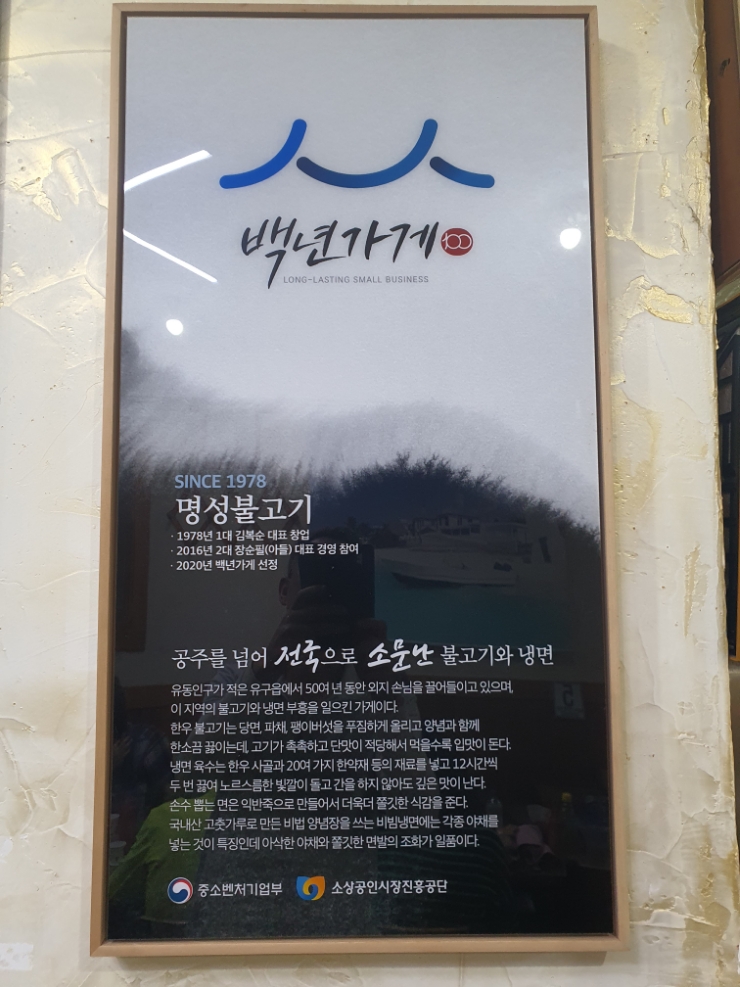 백년가게 100
LONG-LASTING SMALL BUSINESS
SINCE 1978
명성불고기
· 1978년 1대 김복순 대표 창업
· 2016년 2대 장순필(아들) 대표 경영 참여
· 2020년 백년가게 선정
공주를 넘어 전국으로 소문난 불고기와 냉면
유동인구가 적은 유구읍에서 50여 년 동안 외지 손님을 끌어들이고 있으며,
이 지역의 불고기와 냉면 부흥을 일으킨 가게이다.
한우 불고기는 당면, 파채, 팽이버섯을 푸짐하게 올리고 양념과 함께
한소끔 끓이는데, 고기가 촉촉하고 단맛이 적당해서 먹을수록 입맛이 돈다.
냉면 육수는 한우 사골과 20여 가지 한약재 등의 재료를 넣고 12시간씩
두 번 끓여 노르스름한 빛깔이 돌고 간을 하지 않아도 깊은 맛이 난다.
손수 뽑는 면은 익반죽으로 만들어서 더욱더 쫄깃한 식감을 준다.
국내산 고춧가루로 만든 비법 양념장을 쓰는 비빔냉면에는 각종 야채를
넣는 것이 특징인데 아삭한 야채와 쫄깃한 면발의 조화가 일품이다.
중소벤처기업부 소상공인시장진흥공단